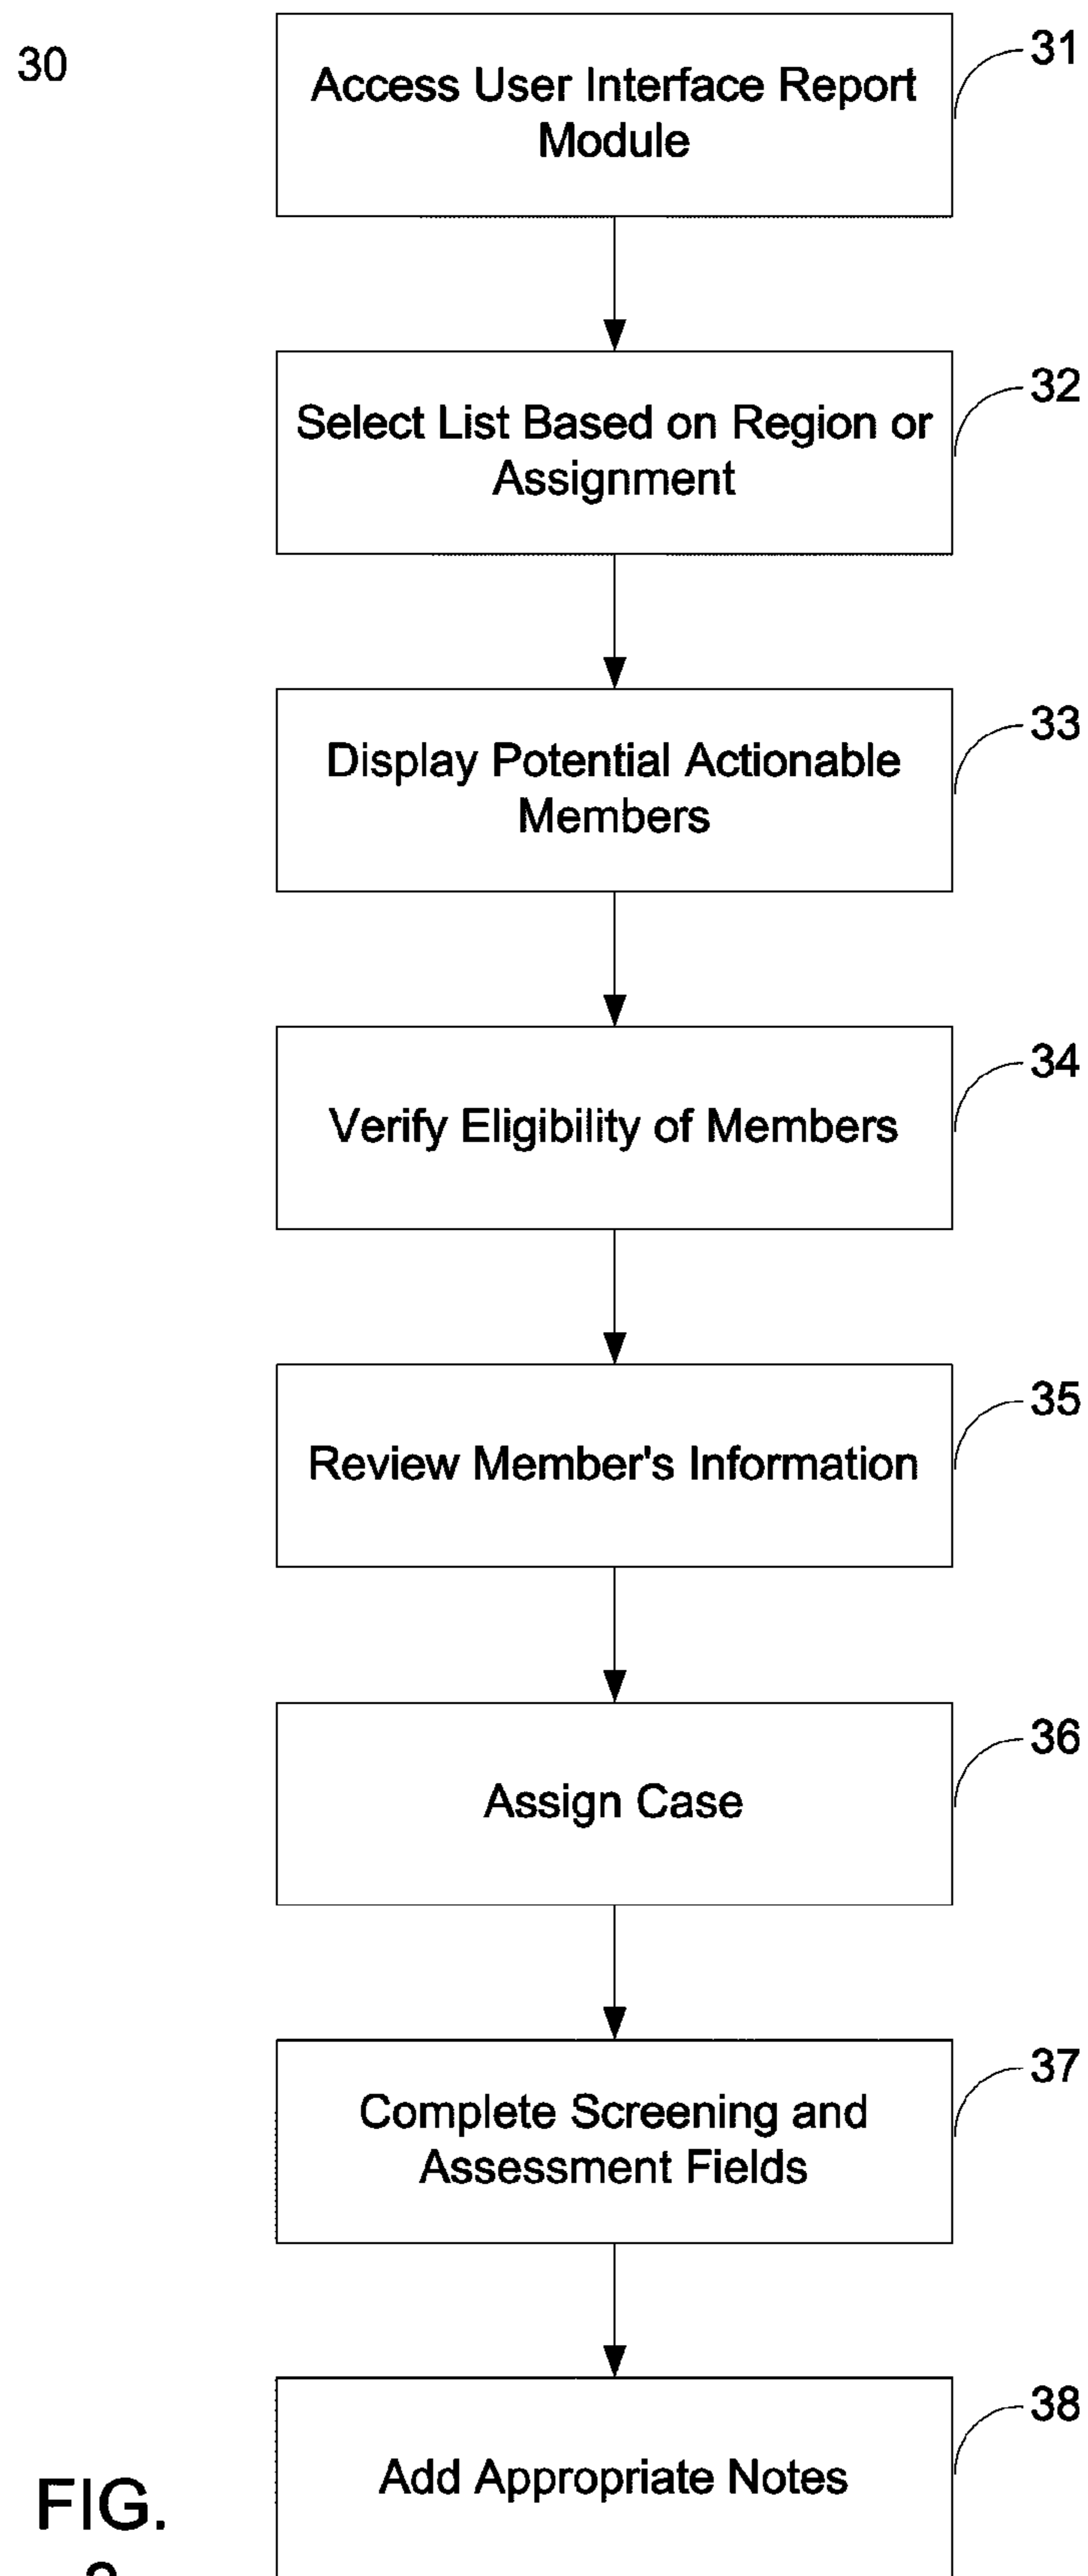 30
31
Access User Interface Report
Module
32
Select List Based on Region or
Assignment
33
Display Potential Actionable
Members
34
Verify Eligibility of Members
35
Review Member's Information
36
Assign Case
37
Complete Screening and
Assessment Fields
38
Add Appropriate Notes
FIG.